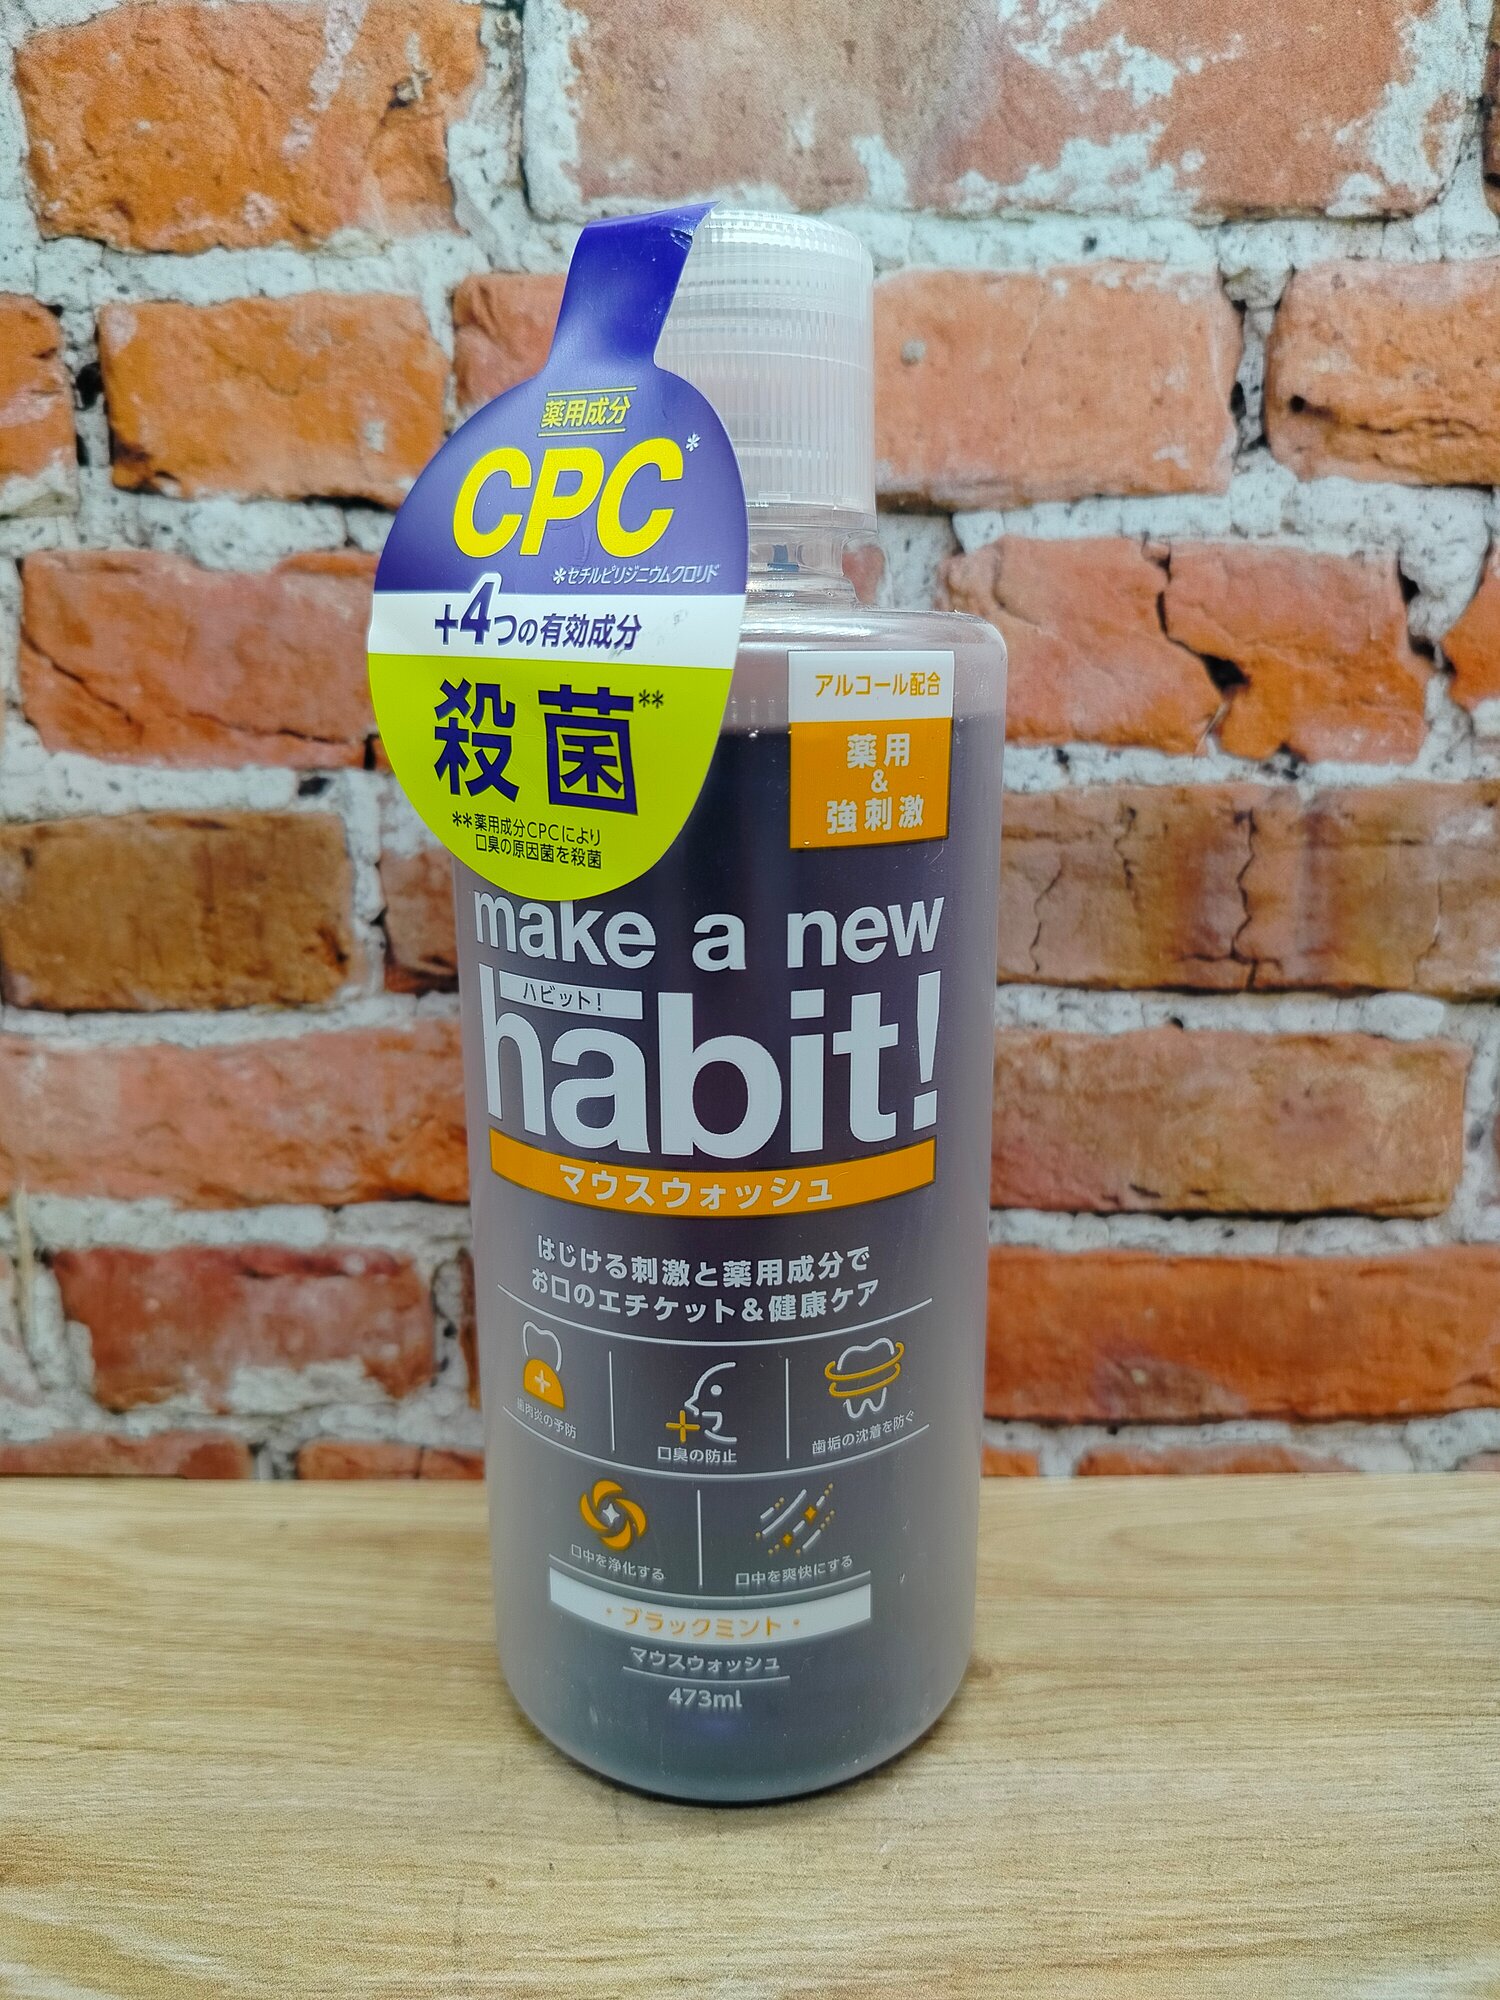 薬用成分
CPC*
*セチルピリジニウムクロリド
+4つの有効成分
殺菌**
**薬用成分CPCにより
口臭の原因菌を殺菌
アルコール配合
薬用
&
強刺激
make a new
ハビット!
habit!
マウスウォッシュ
はじける刺激と薬用成分で
お口のエチケット&健康ケア
歯肉炎の予防
口臭の防止
歯垢の沈着を防ぐ
口中を浄化する
口中を爽快にする
・ブラックミント・
マウスウォッシュ
473ml